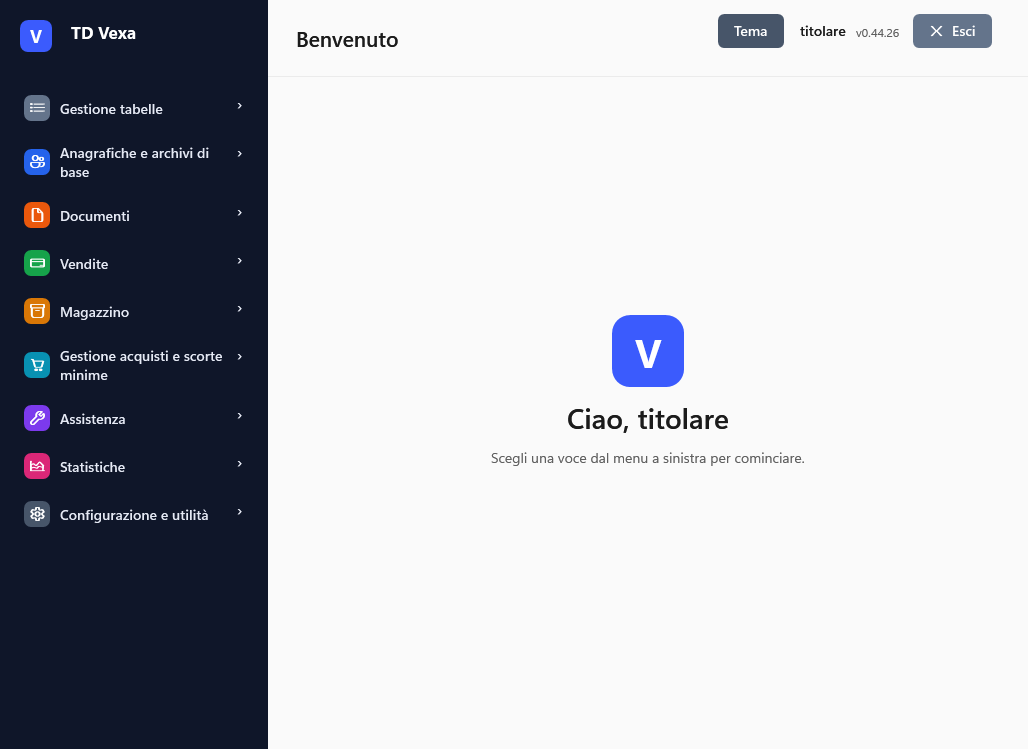 V
TD Vexa
Benvenuto
Tema
titolare
v0.44.26
Esci
Gestione tabelle
Anagrafiche e archivi di
base
Documenti
Vendite
Magazzino
Gestione acquisti e scorte
minime
Assistenza
Statistiche
Configurazione e utilità
V
Ciao, titolare
Scegli una voce dal menu a sinistra per cominciare.